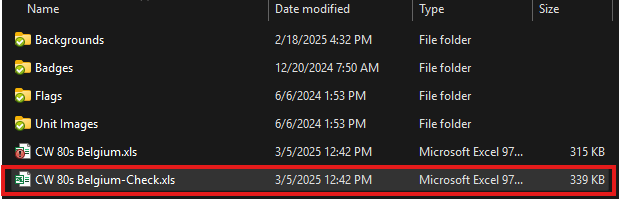 Name Date modified Type Size
Backgrounds 2/18/2025 4:32 PM File folder
Badges 12/20/2024 7:50 AM File folder
Flags 6/6/2024 1:53 PM File folder
Unit Images 6/6/2024 1:53 PM File folder
CW 80s Belgium.xls 3/5/2025 12:42 PM Microsoft Excel 97... 315 KB
CW 80s Belgium-Check.xls 3/5/2025 12:42 PM Microsoft Excel 97... 339 KB